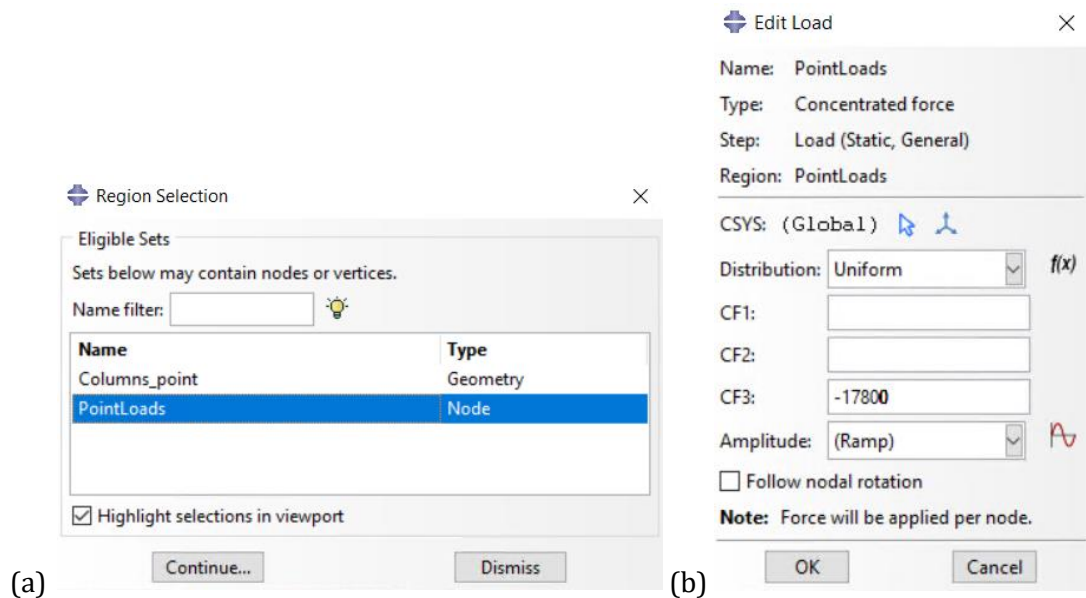 Region Selection
Eligible Sets
Sets below may contain nodes or vertices.
Name filter:
Name Type
Columns_point Geometry
PointLoads Node
Highlight selections in viewport
Continue... Dismiss
(a)
Edit Load
Name: PointLoads
Type: Concentrated force
Step: Load (Static, General)
Region: PointLoads
CSYS: (Global)
Distribution: Uniform f(x)
CF1:
CF2:
CF3: -17800
Amplitude: (Ramp)
Follow nodal rotation
Note: Force will be applied per node.
OK Cancel
(b)